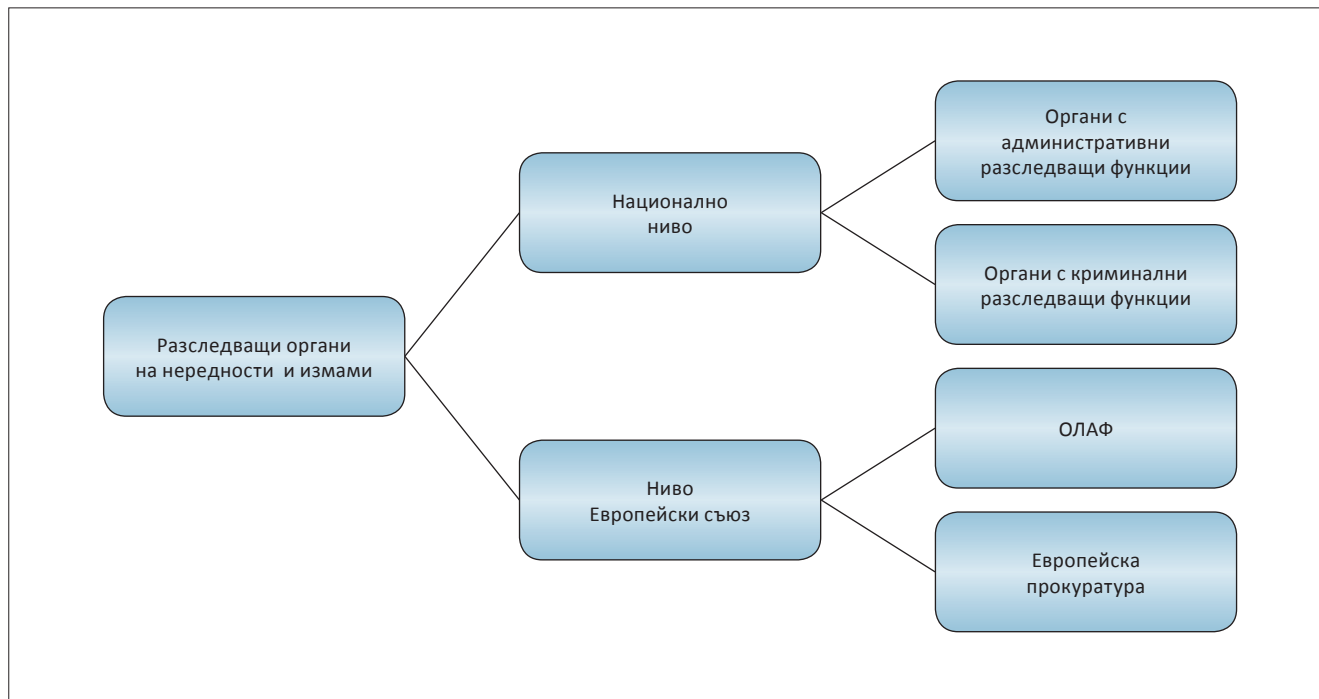 Разследващи органи
на нередности и измами
Национално
ниво
Органи с
административни
разследващи функции
Органи с криминални
разследващи функции
Ниво
Европейски съюз
ОЛАФ
Европейска
прокуратура